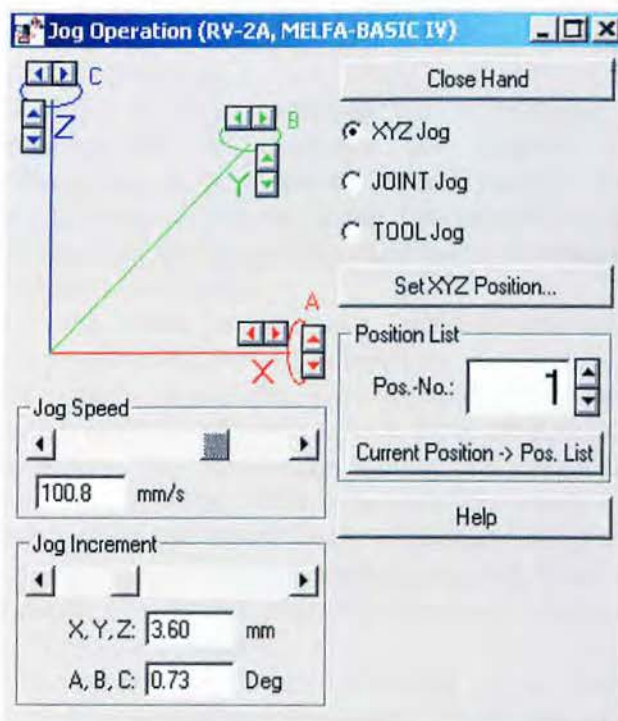 Jog Operation (RV-2A, MELFA-BASIC IV)
C
Z
B
Y
A
X
Close Hand
XYZ Jog
JOINT Jog
TOOL Jog
Set XYZ Position...
Position List
Pos.-No.: 1
Current Position -> Pos. List
Help
Jog Speed
100.8 mm/s
Jog Increment
X, Y, Z: 3.60 mm
A, B, C: 0.73 Deg